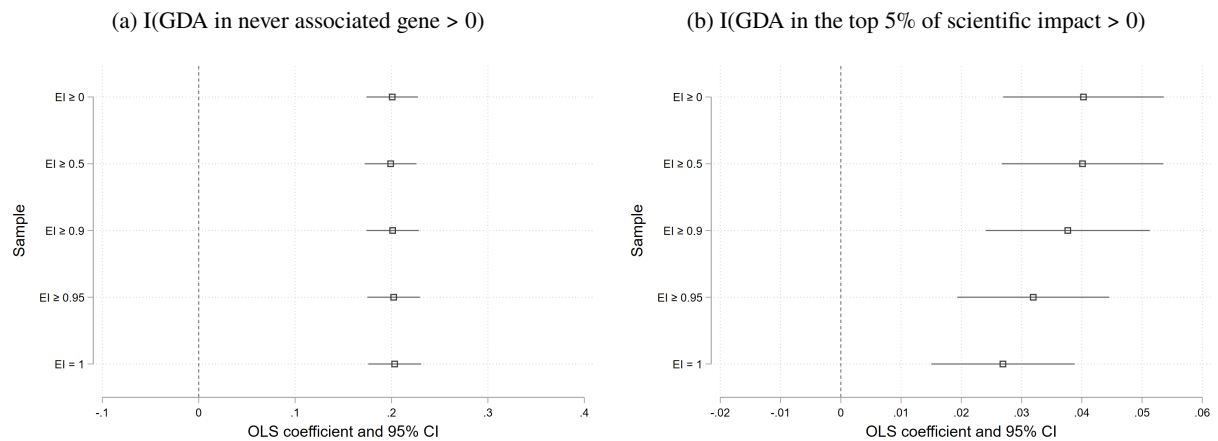 (a) I(GDA in never associated gene > 0)
EI ≥ 0
EI ≥ 0.5
EI ≥ 0.9
EI ≥ 0.95
EI = 1
Sample
-.1 0 .1 .2 .3 .4
OLS coefficient and 95% CI
(b) I(GDA in the top 5% of scientific impact > 0)
EI ≥ 0
EI ≥ 0.5
EI ≥ 0.9
EI ≥ 0.95
EI = 1
Sample
-.02 -.01 0 .01 .02 .03 .04 .05 .06
OLS coefficient and 95% CI